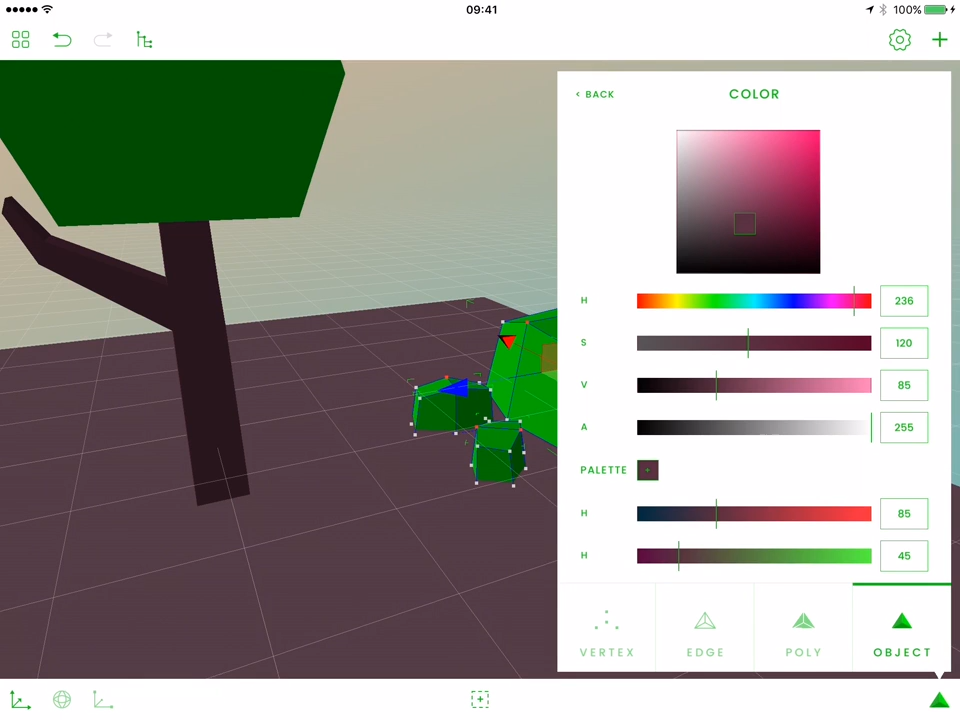 09:41
100%
< BACK
COLOR
H
236
S
120
V
85
A
255
PALETTE
+
H
85
H
45
VERTEX
EDGE
POLY
OBJECT